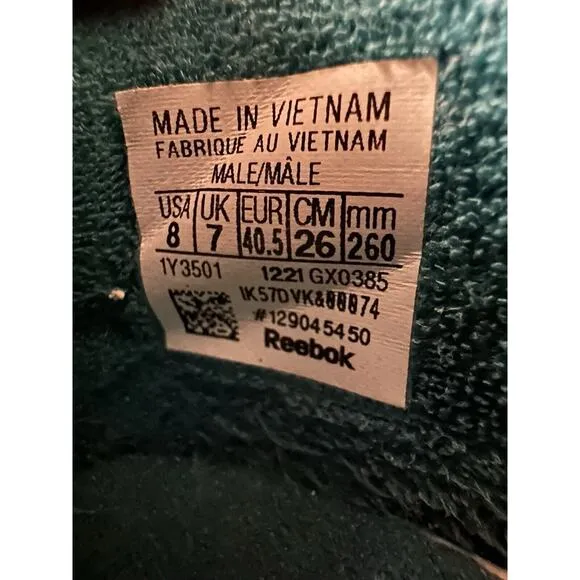 MADE IN VIETNAM
FABRIQUÉ AU VIETNAM
MALE/MÂLE
USA UK EUR CM mm
8 7 40.5 26 260
1Y3501 1221 GX0385
#129045450
Reebok